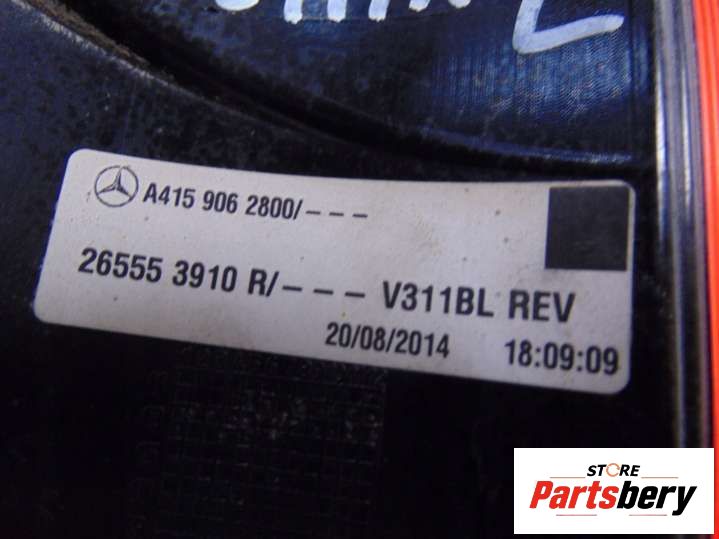 A415 906 2800/---
26555 3910 R/--- V311BL REV
20/08/2014 18:09:09
STORE
Partsbery